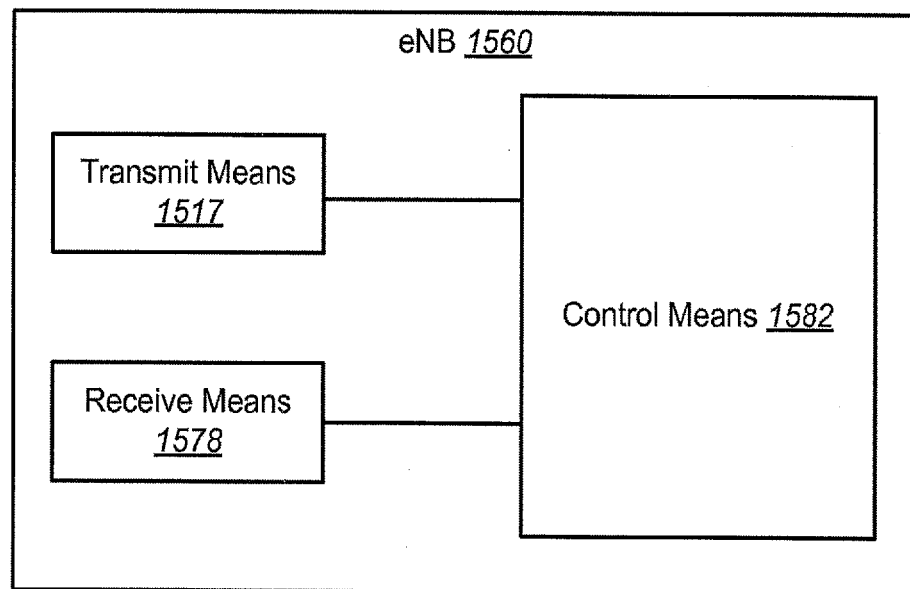 eNB 1560
Transmit Means
1517
Control Means 1582
Receive Means
1578